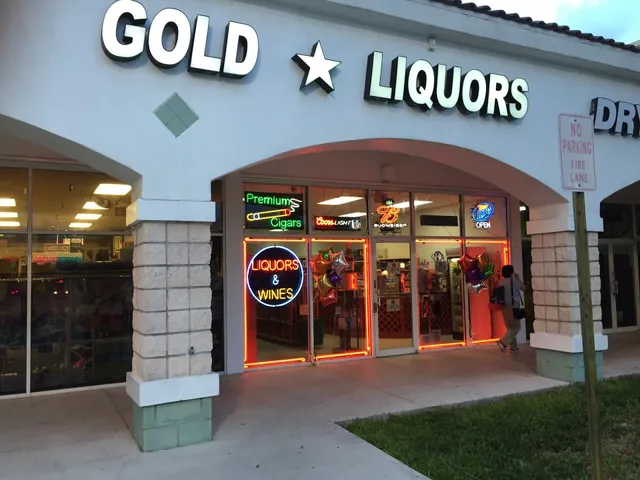 GOLD ★ LIQUORS
DRY
NO
PARKING
FIRE
LANE
Premium
Cigars
Coors LIGHT
B
BUDWEISER
OPEN
LIQUORS
&
WINES